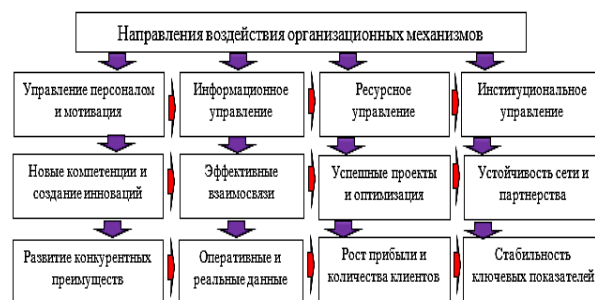 Направления воздействия организационных механизмов
Управление персоналом
и мотивация
Информационное
управление
Ресурсное
управление
Институциональное
управление
Новые компетенции и
создание инноваций
Эффективные
взаимосвязи
Успешные проекты и
оптимизация
Устойчивость сети и
партнерства
Развитие конкурентных
преимуществ
Оперативные и
реальные данные
Рост прибыли и
количества клиентов
Стабильность
ключевых показателей